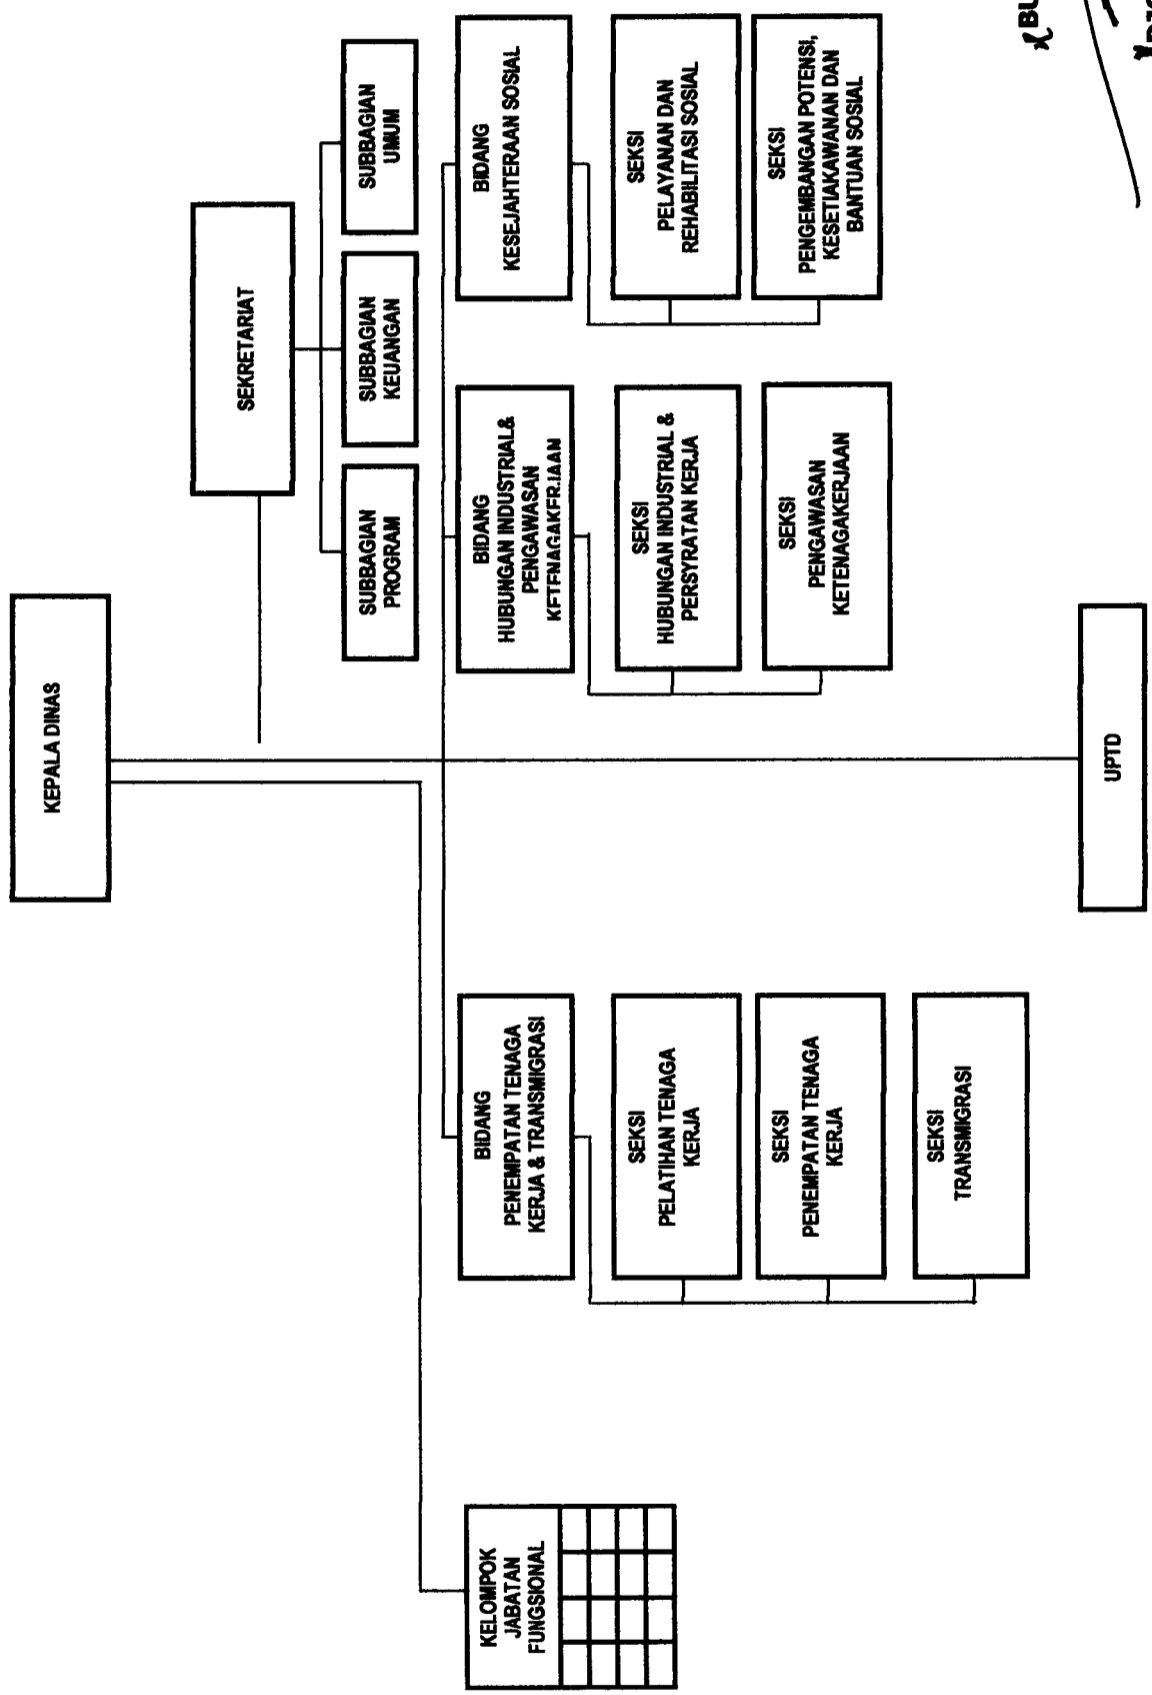 KEPALA DINAS
SEKRETARIAT
SUBBAGIAN
PROGRAM
SUBBAGIAN
KEUANGAN
SUBBAGIAN
UMUM
KELOMPOK
JABATAN
FUNGSIONAL
BIDANG
PENEMPATAN TENAGA
KERJA & TRANSMIGRASI
SEKSI
PELATIHAN TENAGA
KERJA
SEKSI
PENEMPATAN TENAGA
KERJA
SEKSI
TRANSMIGRASI
BIDANG
HUBUNGAN INDUSTRIAL&
PENGAWASAN
KETENAGAKERJAAN
SEKSI
HUBUNGAN INDUSTRIAL &
PERSYRATAN KERJA
SEKSI
PENGAWASAN
KETENAGAKERJAAN
BIDANG
KESEJAHTERAAN SOSIAL
SEKSI
PELAYANAN DAN
REHABILITASI SOSIAL
SEKSI
PENGEMBANGAN POTENSI,
KESETIAKAWANAN DAN
BANTUAN SOSIAL
UPTD